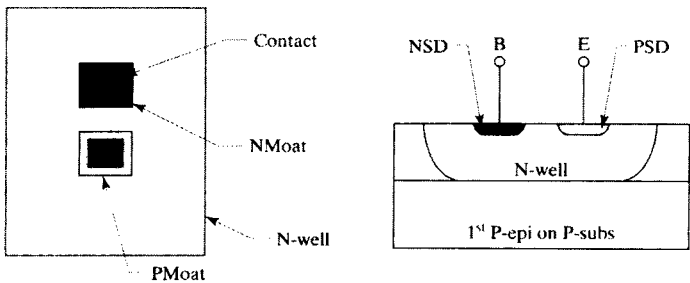 Contact
NMoat
N-well
PMoat
NSD B E PSD
N-well
1st P-epi on P-subs